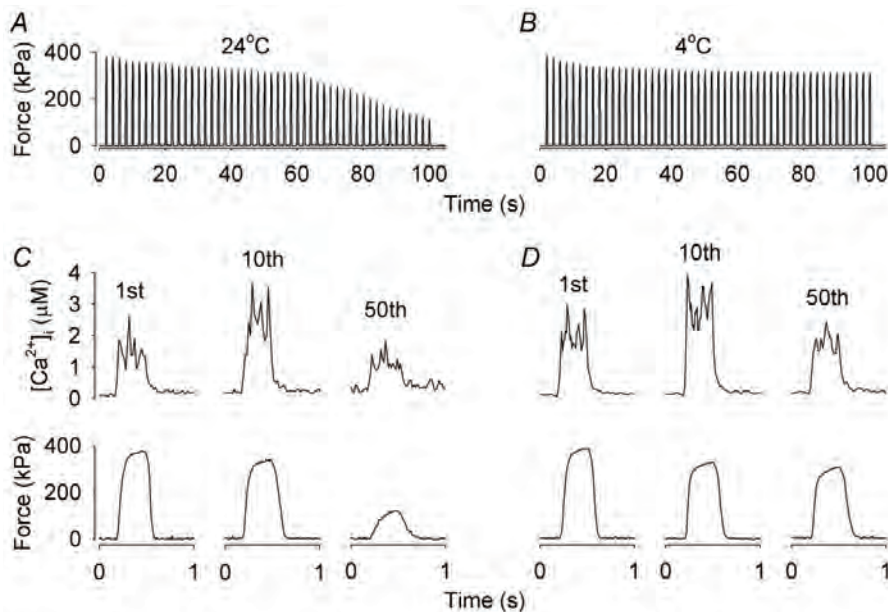 A
B
24°C
4°C
Force (kPa)
400
200
0
0 20 40 60 80 100
0 20 40 60 80 100
Time (s)
C
D
1st
10th
50th
1st
10th
50th
[Ca²⁺]ᵢ (μM)
4
3
2
1
0
Force (kPa)
400
200
0
0 1 0 1 0 1
0 1 0 1 0 1
Time (s)